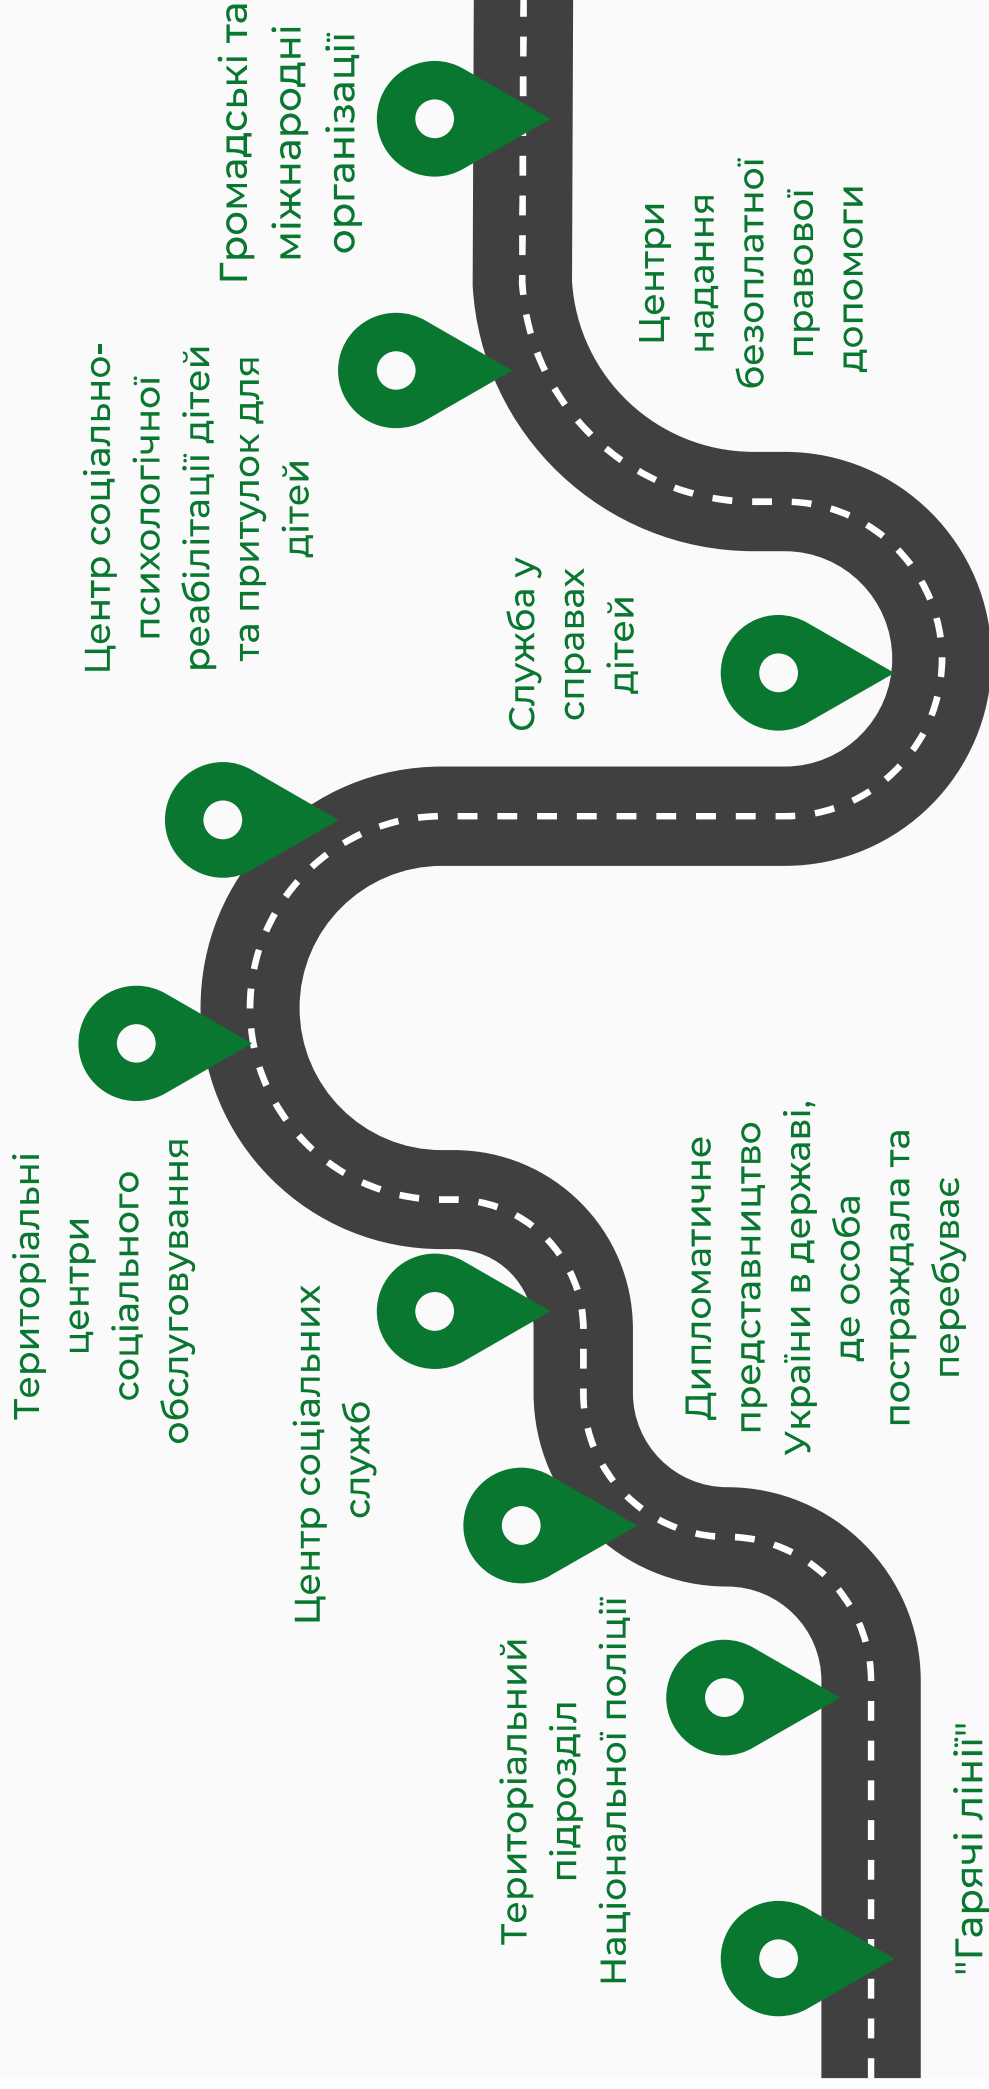 "Гарячі лінії"
Територіальний
підрозділ
Національної поліції
Дипломатичне
представництво
України в державі,
де особа
постраждала та
перебуває
Центр соціальних
служб
Територіальні
центри
соціального
обслуговування
Служба у
справах
дітей
Центр соціально-
психологічної
реабілітації дітей
та притулок для
дітей
Центри
надання
безоплатної
правової
допомоги
Громадські та
міжнародні
організації